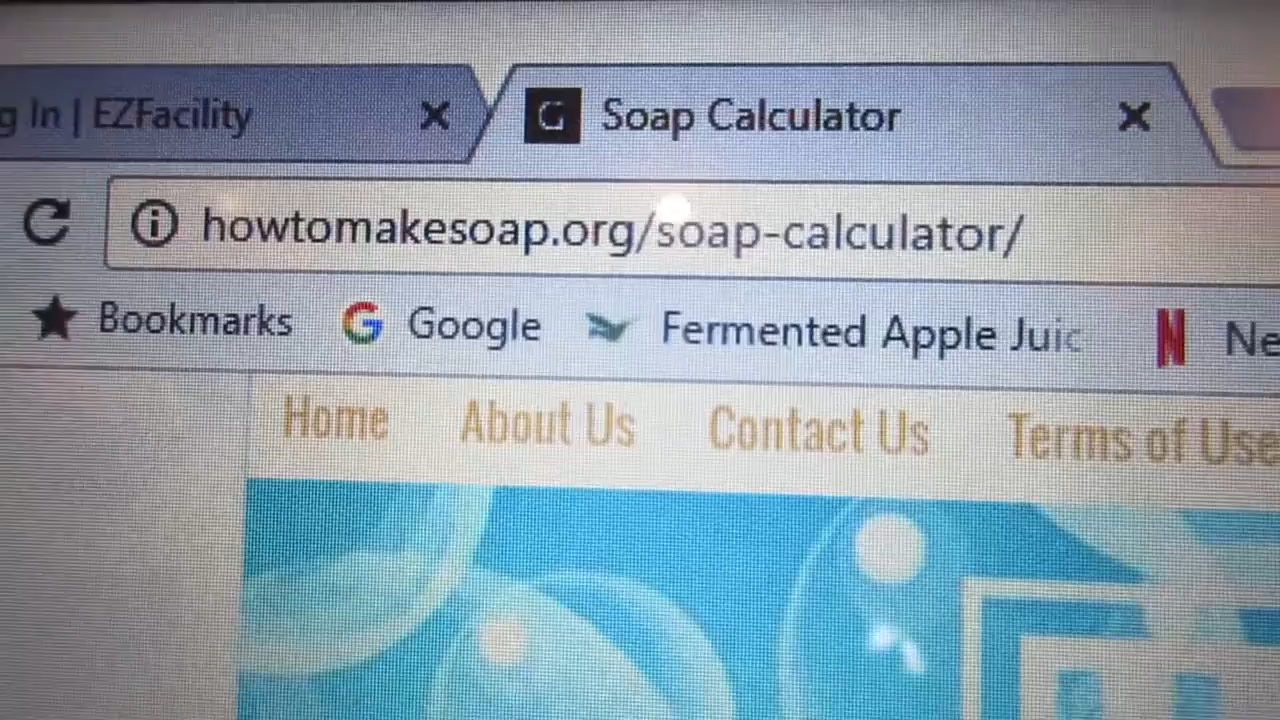 g In | EZFacility
Soap Calculator
howtomakesoap.org/soap-calculator/
Bookmarks Google Fermented Apple Juic Ne
Home About Us Contact Us Terms of Use